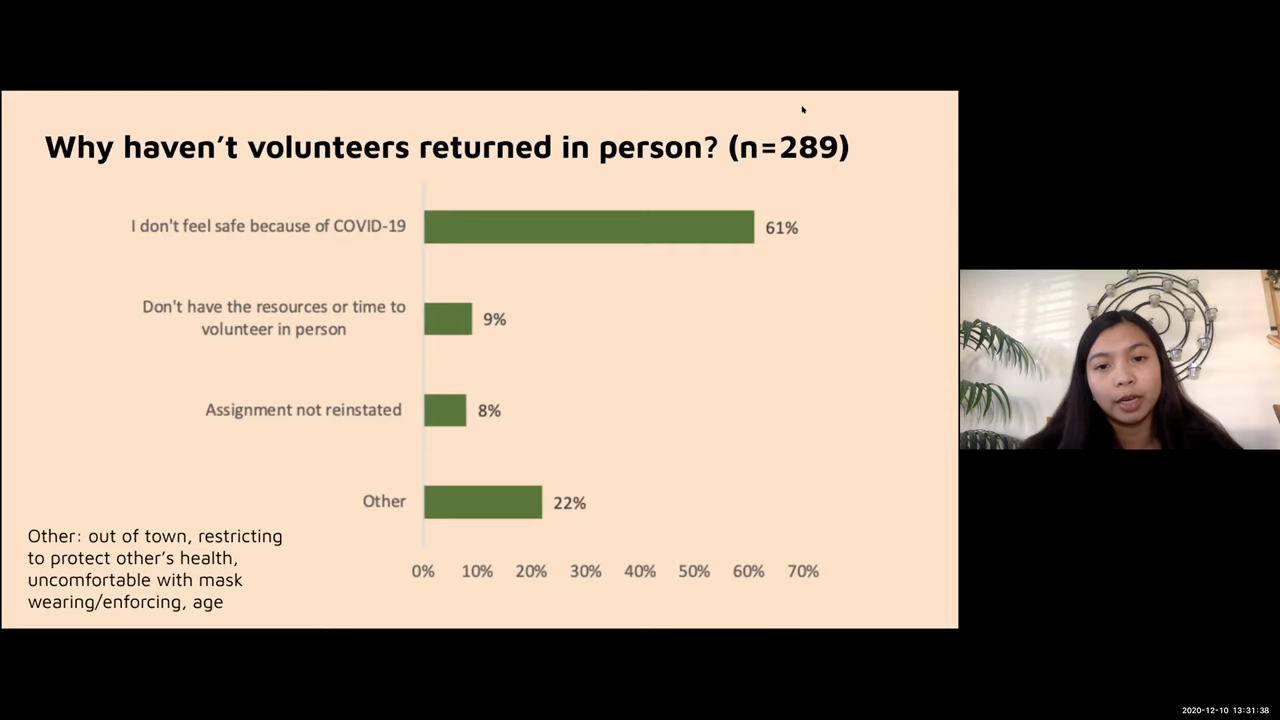 Why haven't volunteers returned in person? (n=289)
I don't feel safe because of COVID-19
61%
Don't have the resources or time to
volunteer in person
9%
Assignment not reinstated
8%
Other
22%
0% 10% 20% 30% 40% 50% 60% 70%
Other: out of town, restricting
to protect other's health,
uncomfortable with mask
wearing/enforcing, age
2020-12-10 13:31:38